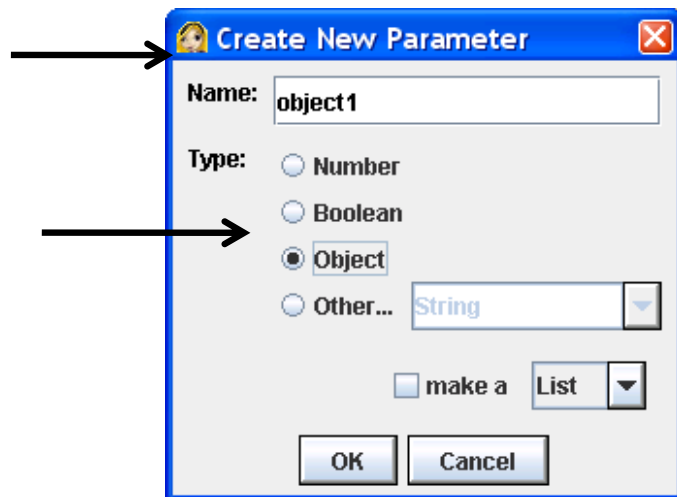 Create New Parameter
Name: object1
Type: Number
Boolean
Object
Other... String
make a List
OK Cancel